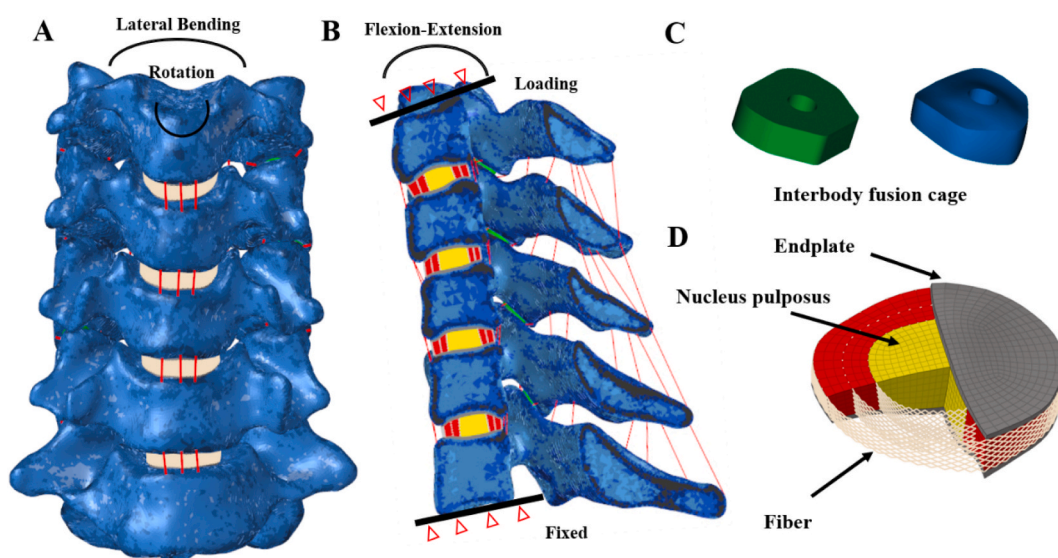 A
Lateral Bending
Rotation
B
Flexion-Extension
Loading
Fixed
C
Interbody fusion cage
D
Endplate
Nucleus pulposus
Fiber